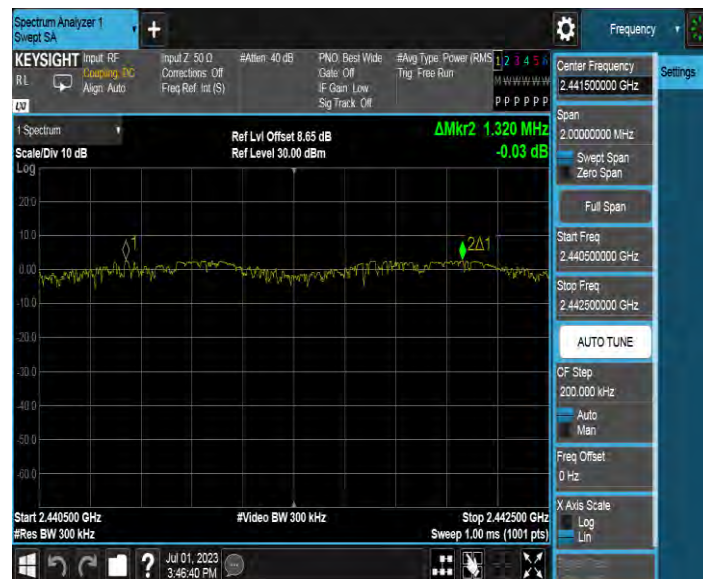 Spectrum Analyzer 1
Swept SA
Frequency
KEYSIGHT
Input: RF
Input Z: 50 Ω
#Atten: 40 dB
PNO: Best Wide
#Avg Type: Power (RMS
1 2 3 4 5 6
RL
Coupling: DC
Corrections: Off
Gate: Off
Trig: Free Run
M W W W W W
Align: Auto
Freq Ref: Int (S)
IF Gain: Low
Sig Track: Off
P P P P P P
LXI
1 Spectrum
Ref Lvl Offset 8.65 dB
ΔMkr2 1.320 MHz
Scale/Div 10 dB
Ref Level 30.00 dBm
-0.03 dB
Log
20.0
10.0
0.00
-10.0
-20.0
-30.0
-40.0
-50.0
-60.0
1
2Δ1
Start 2.440500 GHz
#Video BW 300 kHz
Stop 2.442500 GHz
#Res BW 300 kHz
Sweep 1.00 ms (1001 pts)
Center Frequency
2.441500000 GHz
Settings
Span
2.00000000 MHz
Swept Span
Zero Span
Full Span
Start Freq
2.440500000 GHz
Stop Freq
2.442500000 GHz
AUTO TUNE
CF Step
200.000 kHz
Auto
Man
Freq Offset
0 Hz
X Axis Scale
Log
Lin
?
Jul 01, 2023
3:46:40 PM